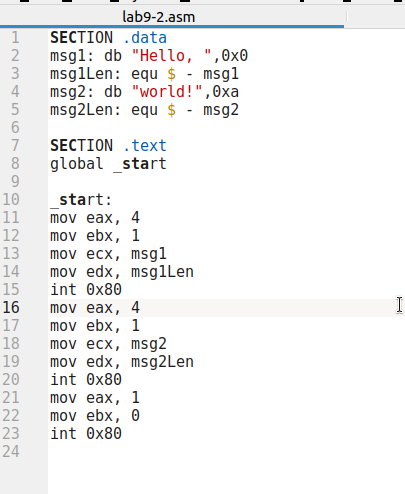 lab9-2.asm
1 SECTION .data
2 msg1: db "Hello, ",0x0
3 msg1Len: equ $ - msg1
4 msg2: db "world!",0xa
5 msg2Len: equ $ - msg2
6
7 SECTION .text
8 global _start
9
10 _start:
11 mov eax, 4
12 mov ebx, 1
13 mov ecx, msg1
14 mov edx, msg1Len
15 int 0x80
16 mov eax, 4
17 mov ebx, 1
18 mov ecx, msg2
19 mov edx, msg2Len
20 int 0x80
21 mov eax, 1
22 mov ebx, 0
23 int 0x80
24